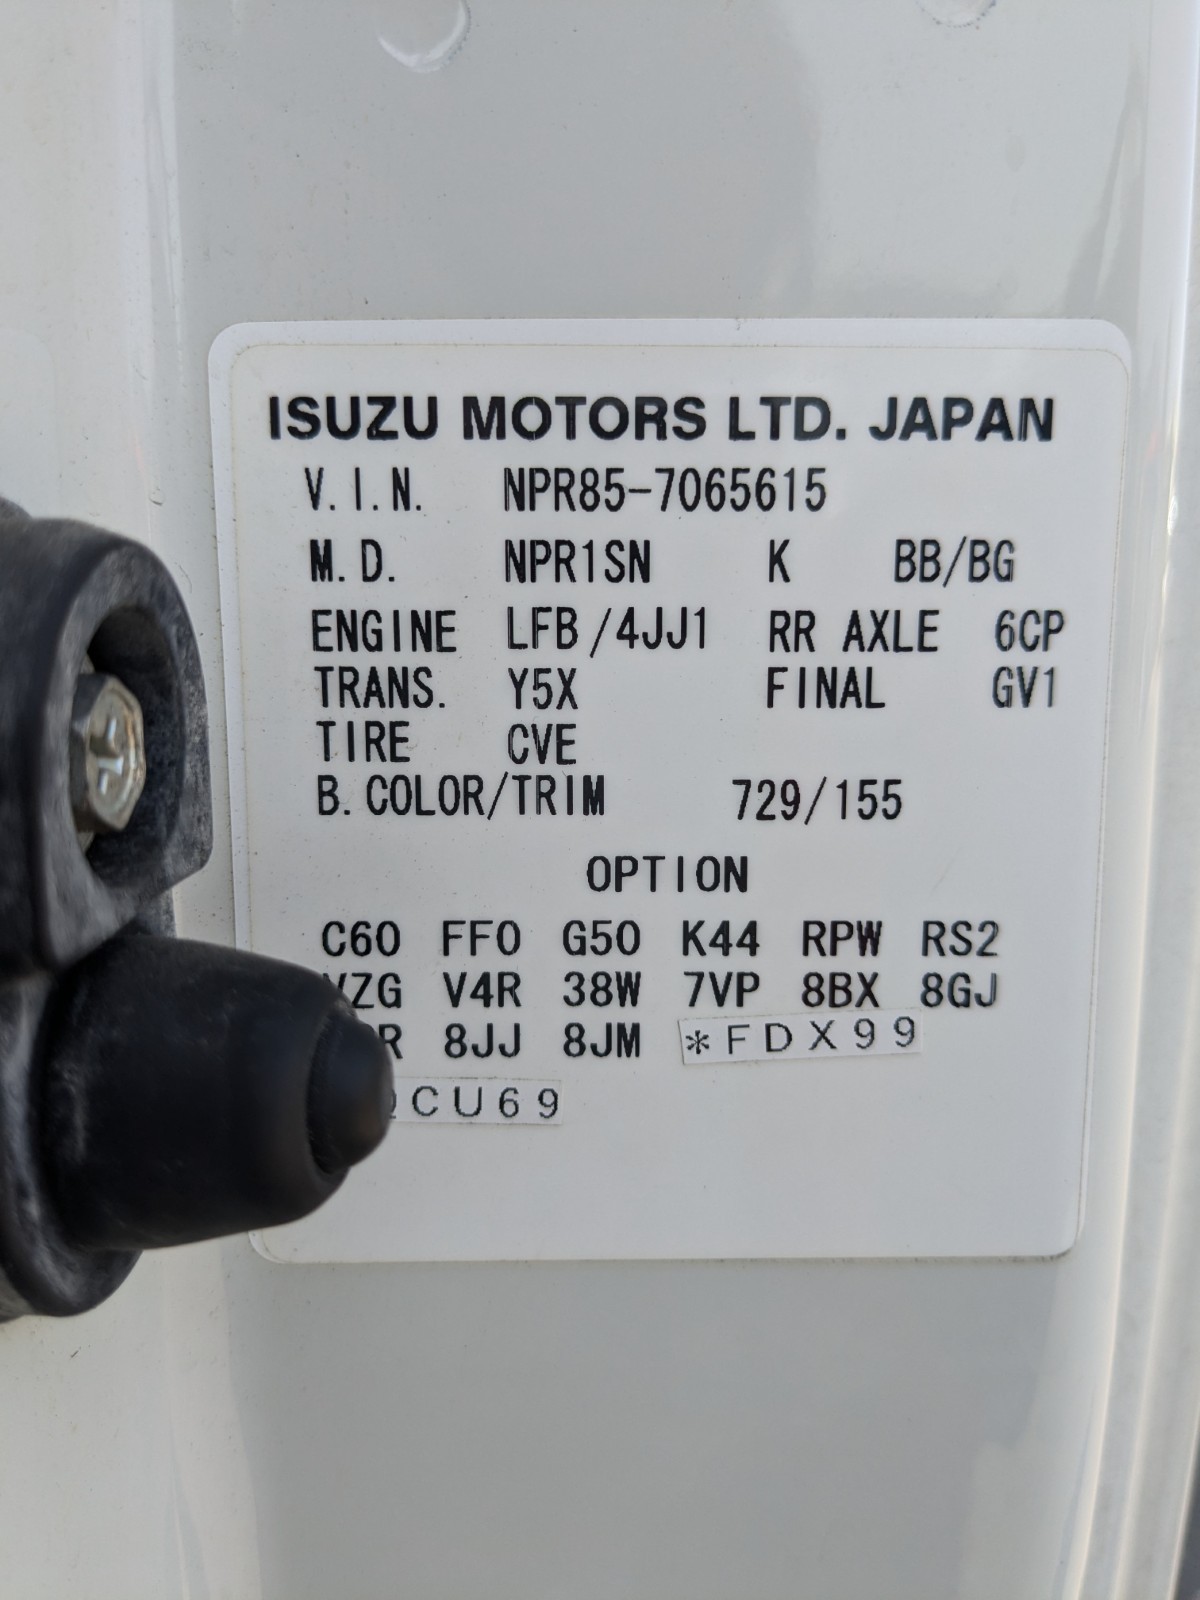 ISUZU MOTORS LTD. JAPAN
V.I.N. NPR85-7065615
M.D. NPR1SN K BB/BG
ENGINE LFB/4JJ1 RR AXLE 6CP
TRANS. Y5X FINAL GV1
TIRE CVE
B.COLOR/TRIM 729/155
OPTION
C60 FF0 G50 K44 RPW RS2
VZG V4R 38W 7VP 8BX 8GJ
8JJ 8JM *FDX99
CU69